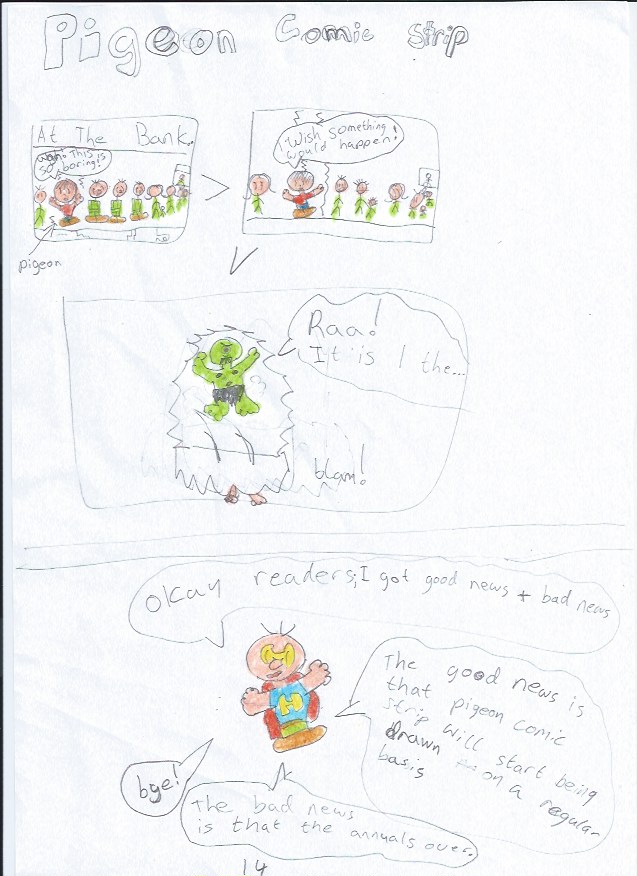 Pigeon Comic Strip
At The Bank.
This is
so boring!
pigeon
I Wish something
would happen!
Raa!
It is I the...
blam!
Okay readers, I got good news + bad news
The good news is
that pigeon comic
strip will start being
drawn on a regular
basis
bye!
The bad news
is that the annuals over.
14